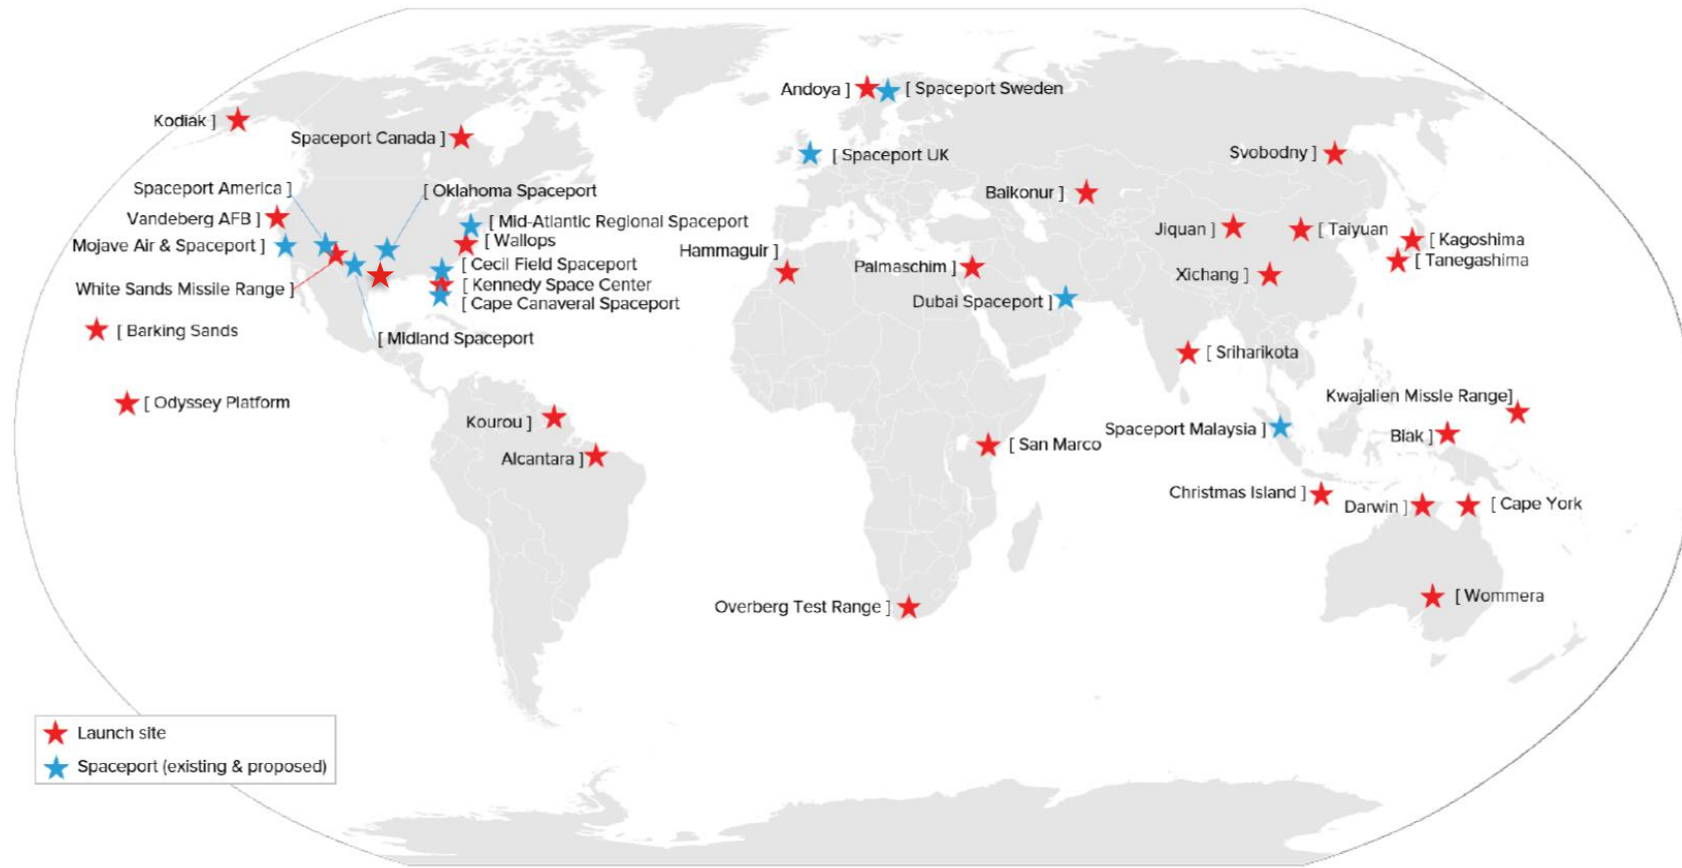 Andoya ]
[ Spaceport Sweden
Kodiak ]
Spaceport Canada ]
[ Spaceport UK
Svobodny ]
Spaceport America ]
[ Oklahoma Spaceport
Baikonur ]
Vandeberg AFB ]
[ Mid-Atlantic Regional Spaceport
Jiquan ]
[ Taiyuan
Mojave Air & Spaceport ]
[ Wallops
[ Kagoshima
Hammaguir ]
[ Tanegashima
[ Cecil Field Spaceport
Palmaschim ]
Xichang ]
White Sands Missile Range ]
[ Kennedy Space Center
[ Cape Canaveral Spaceport
Dubai Spaceport ]
[ Barking Sands
[ Midland Spaceport
[ Sriharikota
[ Odyssey Platform
Kwajalien Missle Range]
Kourou ]
Spaceport Malaysia ]
Biak ]
[ San Marco
Alcantara ]
Christmas Island ]
Darwin ]
[ Cape York
[ Wommera
Overberg Test Range ]
Launch site
Spaceport (existing & proposed)